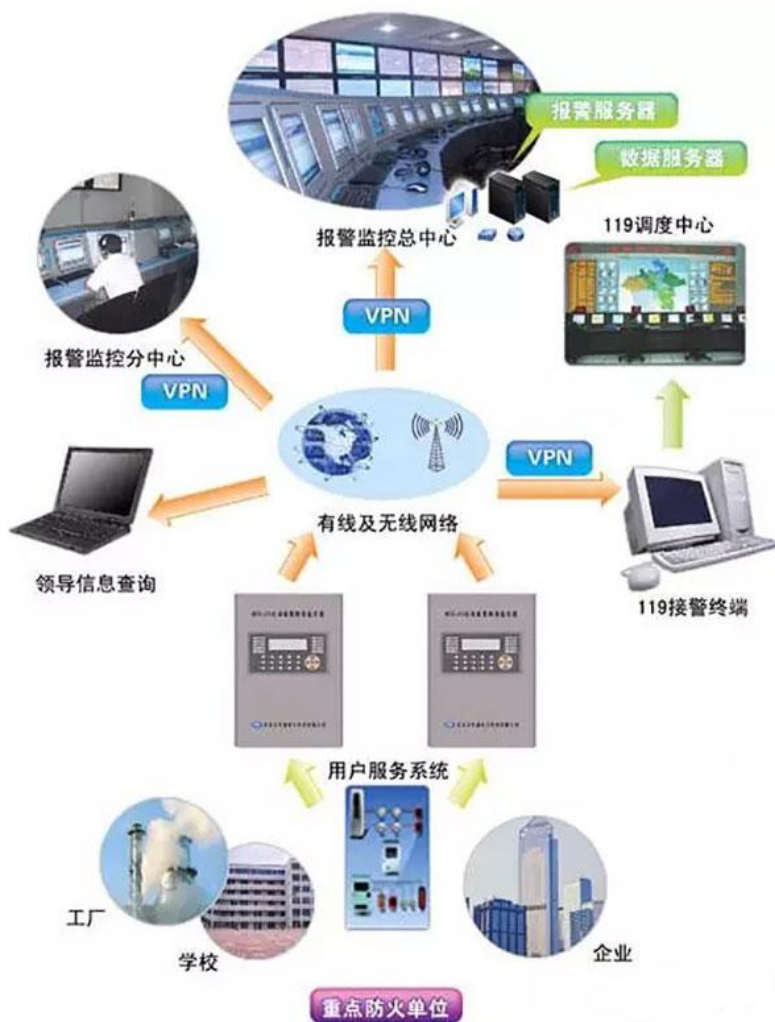 报警服务器
数据服务器
报警监控总中心
119调度中心
VPN
报警监控分中心
VPN
VPN
有线及无线网络
领导信息查询
119接警终端
用户服务系统
工厂
学校
企业
重点防火单位